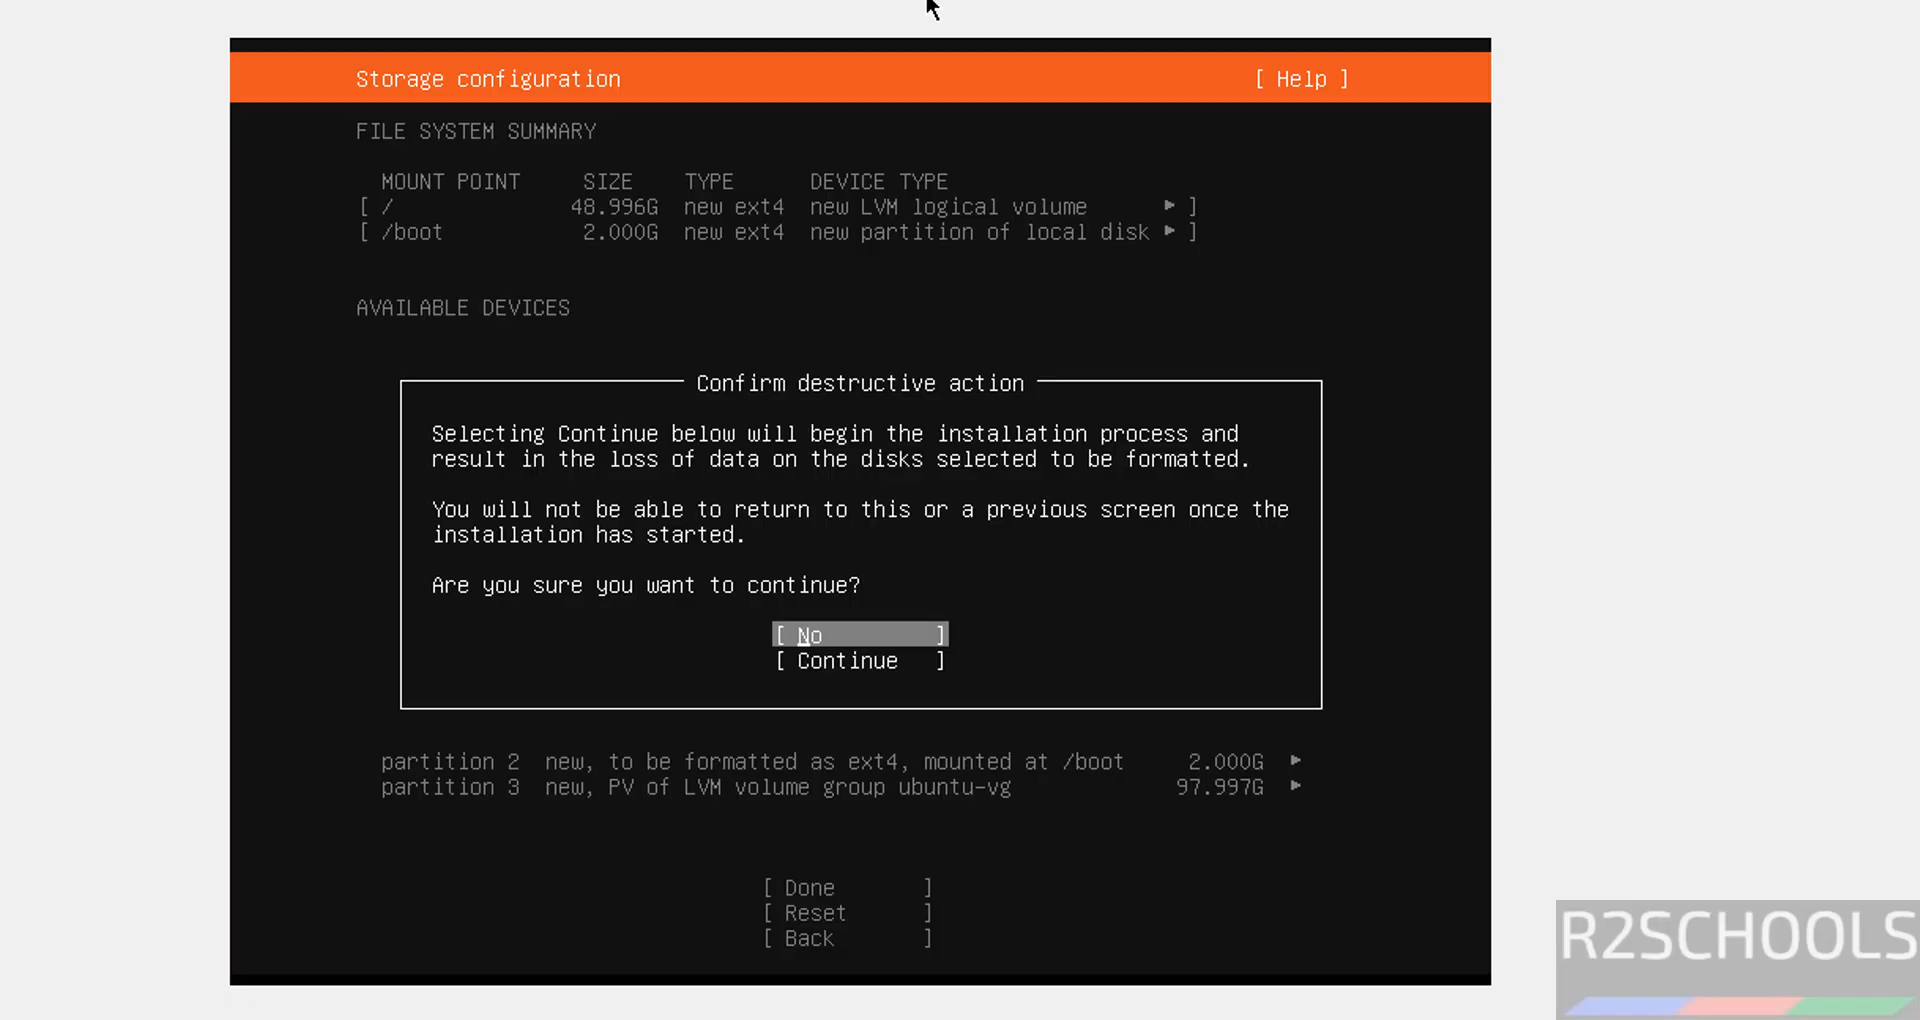 Storage configuration [ Help ]
FILE SYSTEM SUMMARY
MOUNT POINT SIZE TYPE DEVICE TYPE
[ / 48.996G new ext4 new LVM logical volume ▸ ]
[ /boot 2.000G new ext4 new partition of local disk ▸ ]
AVAILABLE DEVICES
Confirm destructive action
Selecting Continue below will begin the installation process and
result in the loss of data on the disks selected to be formatted.
You will not be able to return to this or a previous screen once the
installation has started.
Are you sure you want to continue?
[ No ]
[ Continue ]
partition 2 new, to be formatted as ext4, mounted at /boot 2.000G ▸
partition 3 new, PV of LVM volume group ubuntu-vg 97.997G ▸
[ Done ]
[ Reset ]
[ Back ]
R2SCHOOLS